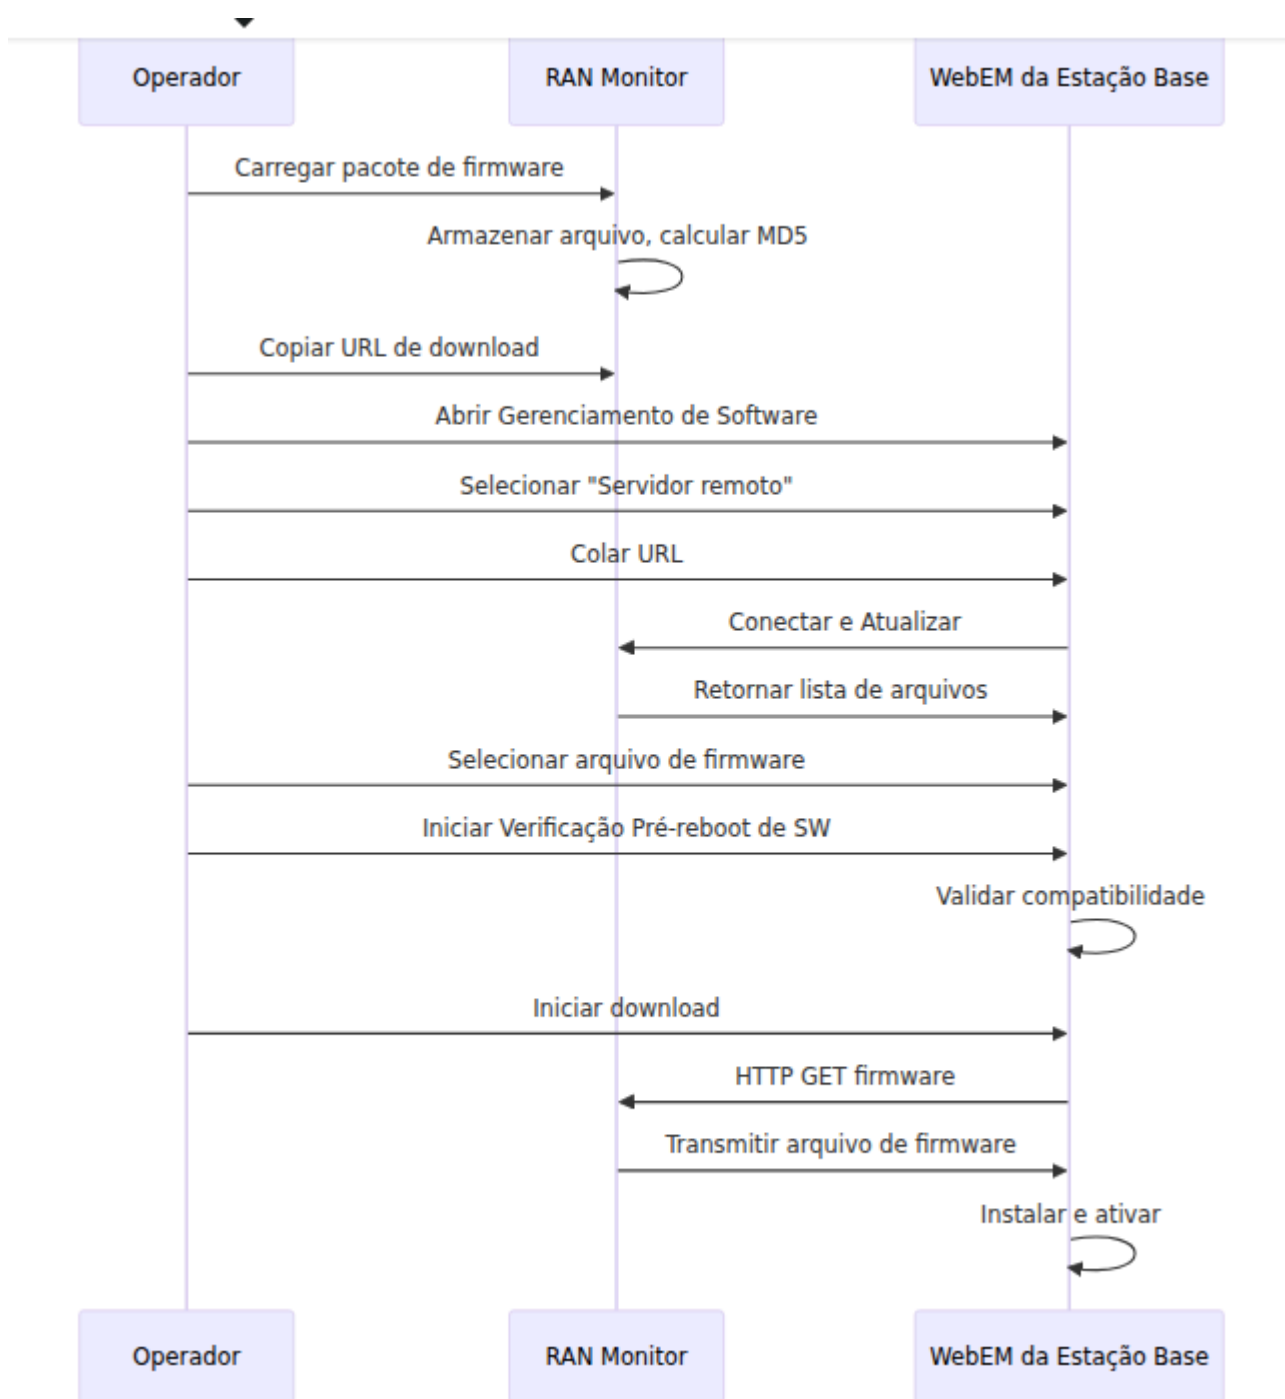 Operador
RAN Monitor
WebEM da Estação Base
Carregar pacote de firmware
Armazenar arquivo, calcular MD5
Copiar URL de download
Abrir Gerenciamento de Software
Selecionar "Servidor remoto"
Colar URL
Conectar e Atualizar
Retornar lista de arquivos
Selecionar arquivo de firmware
Iniciar Verificação Pré-reboot de SW
Validar compatibilidade
Iniciar download
HTTP GET firmware
Transmitir arquivo de firmware
Instalar e ativar
Operador
RAN Monitor
WebEM da Estação Base